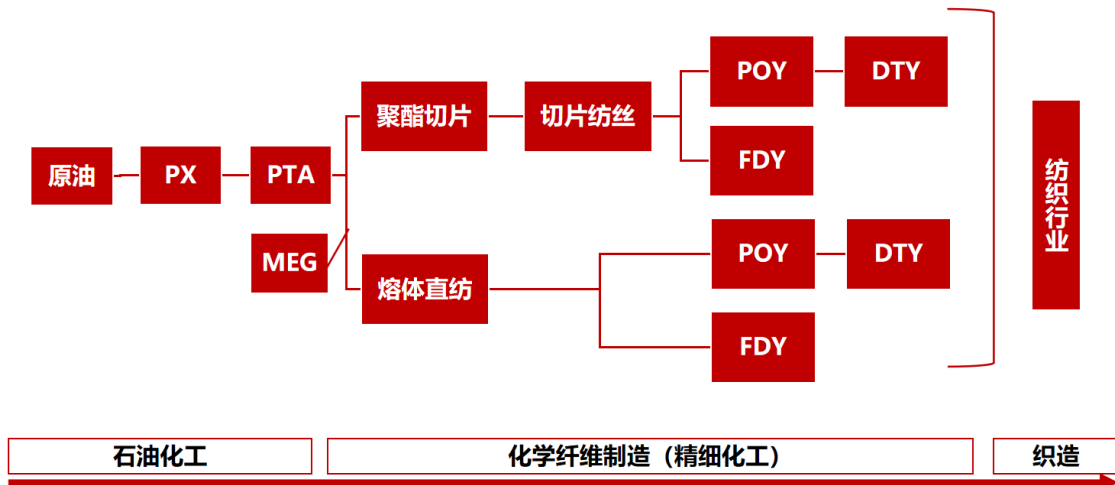 POY
DTY
聚酯切片
切片纺丝
FDY
原油
PX
PTA
纺织行业
MEG
POY
DTY
熔体直纺
FDY
石油化工
化学纤维制造（精细化工）
织造